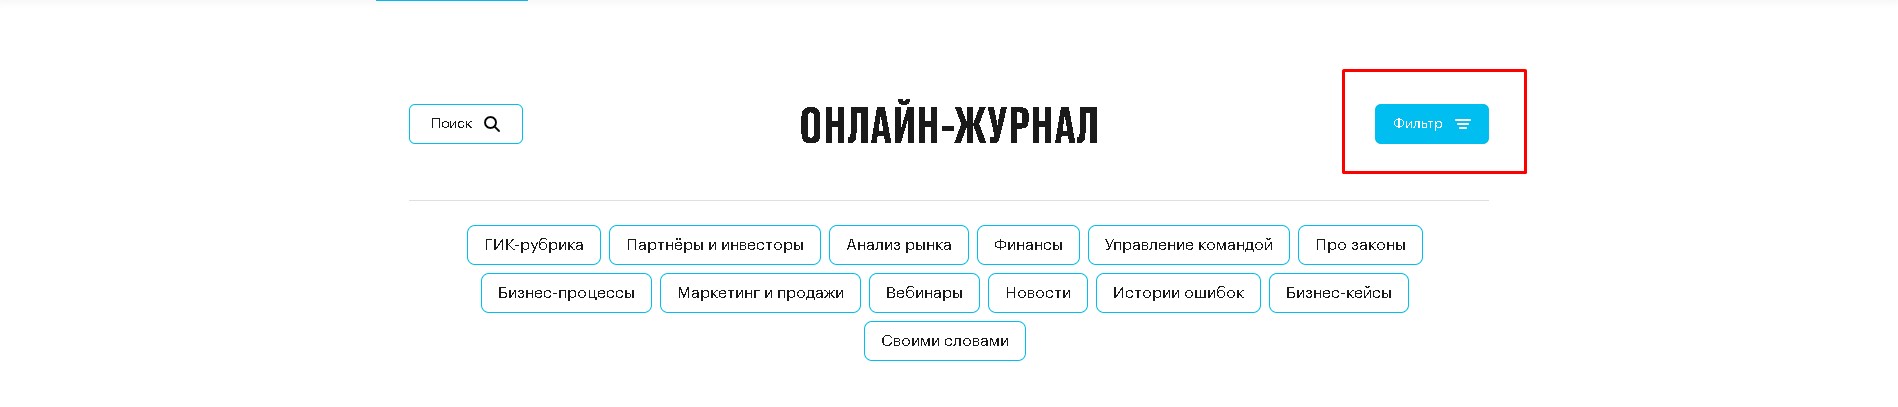 Поиск
ОНЛАЙН-ЖУРНАЛ
Фильтр
ГИК-рубрика Партнёры и инвесторы Анализ рынка Финансы Управление командой Про законы
Бизнес-процессы Маркетинг и продажи Вебинары Новости Истории ошибок Бизнес-кейсы
Своими словами